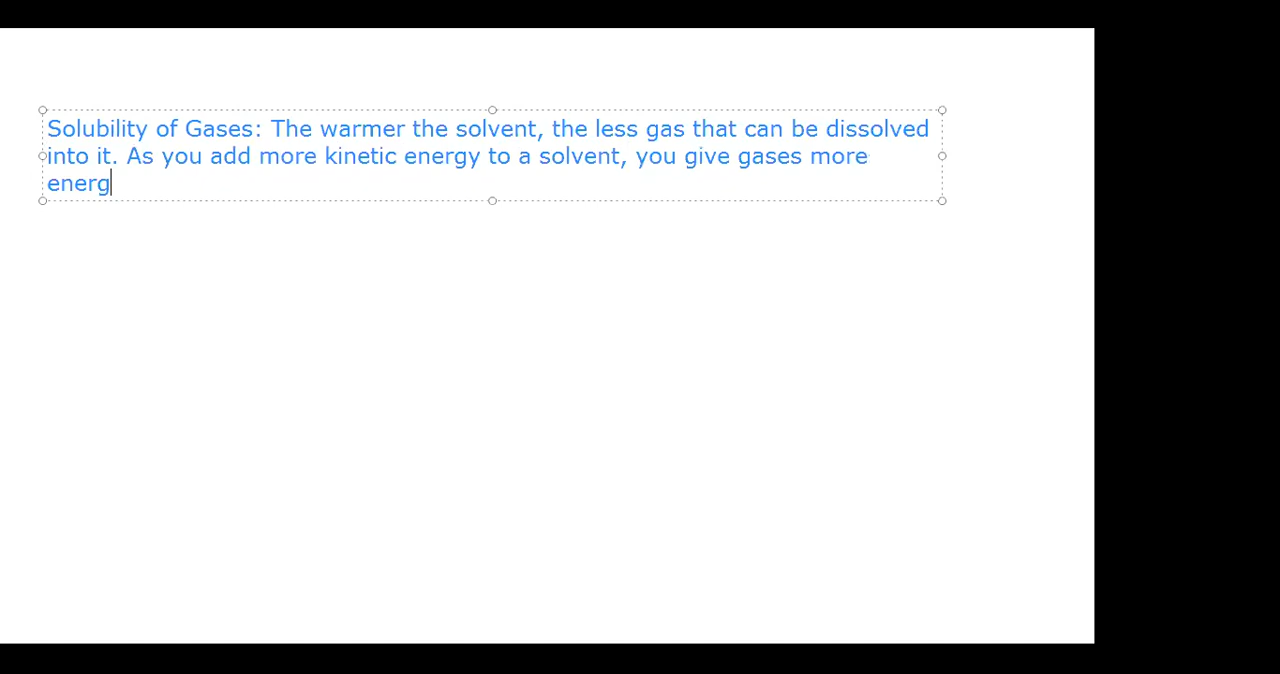 Solubility of Gases: The warmer the solvent, the less gas that can be dissolved
into it. As you add more kinetic energy to a solvent, you give gases more
energ